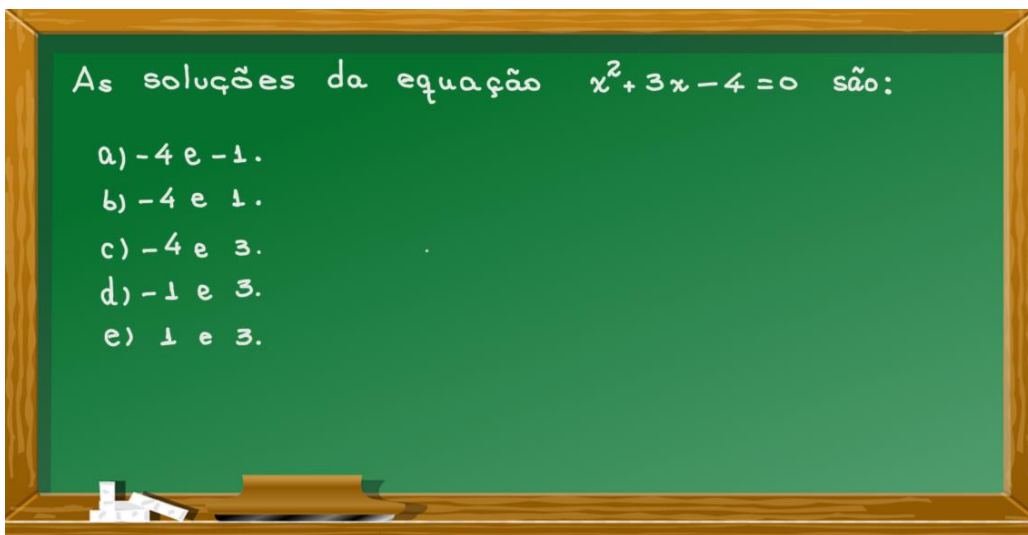 As soluções da equação x²+3x-4=0 são:
a) -4 e -1.
b) -4 e 1.
c) -4 e 3.
d) -1 e 3.
e) 1 e 3.